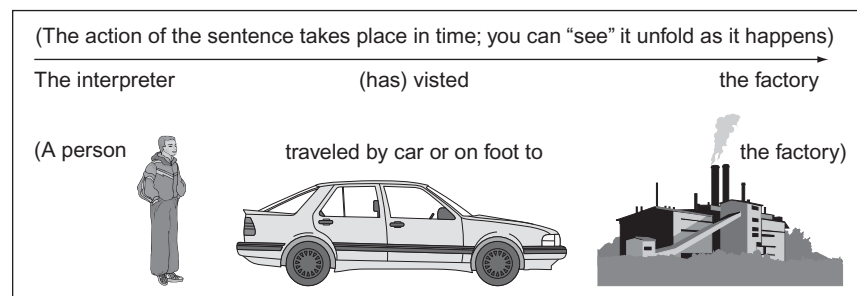 (The action of the sentence takes place in time; you can “see” it unfold as it happens)
The interpreter (has) visted the factory
(A person traveled by car or on foot to the factory)